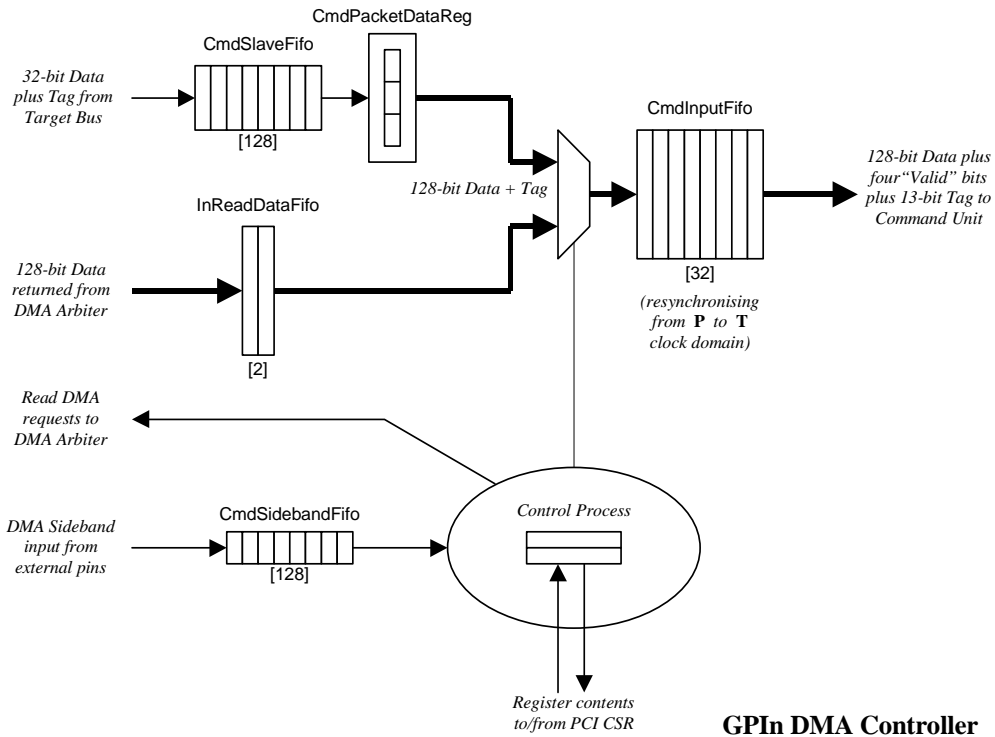 CmdPacketDataReg
CmdSlaveFifo
32-bit Data
plus Tag from
Target Bus
[128]
CmdInputFifo
128-bit Data + Tag
128-bit Data plus
four“Valid” bits
plus 13-bit Tag to
Command Unit
InReadDataFifo
128-bit Data
returned from
DMA Arbiter
[2]
[32]
(resynchronising
from P to T
clock domain)
Read DMA
requests to
DMA Arbiter
CmdSidebandFifo
DMA Sideband
input from
external pins
[128]
Control Process
Register contents
to/from PCI CSR
GPIn DMA Controller